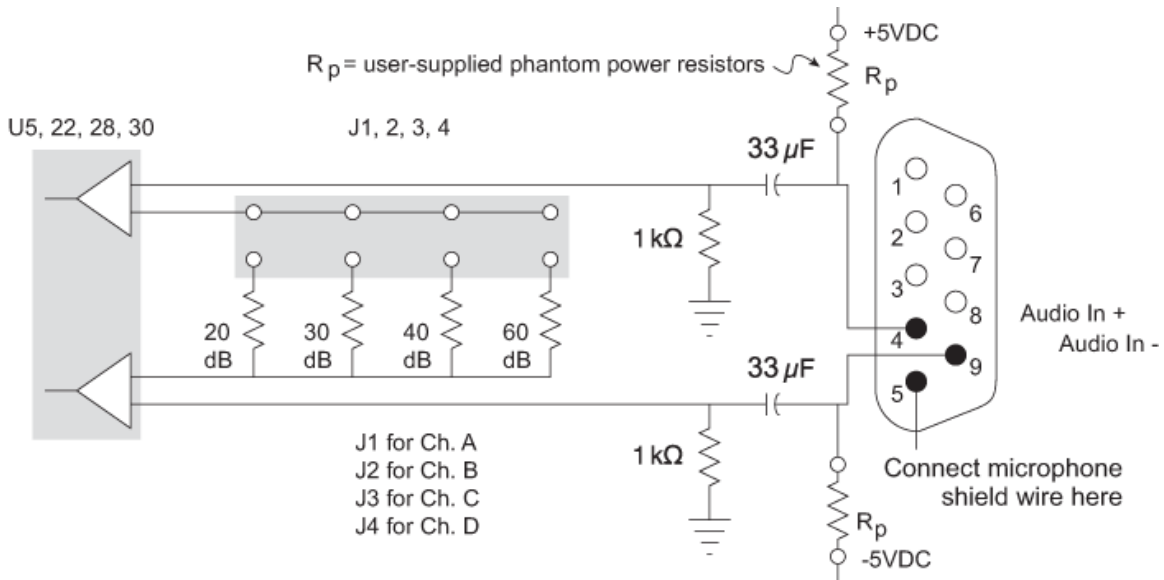 +5VDC
R p = user-supplied phantom power resistors
R p
U5, 22, 28, 30
J1, 2, 3, 4
33 µF
1 kΩ
20 dB
30 dB
40 dB
60 dB
1
2
3
4
5
6
7
8
9
Audio In +
Audio In -
33 µF
1 kΩ
J1 for Ch. A
J2 for Ch. B
J3 for Ch. C
J4 for Ch. D
Connect microphone
shield wire here
R p
-5VDC